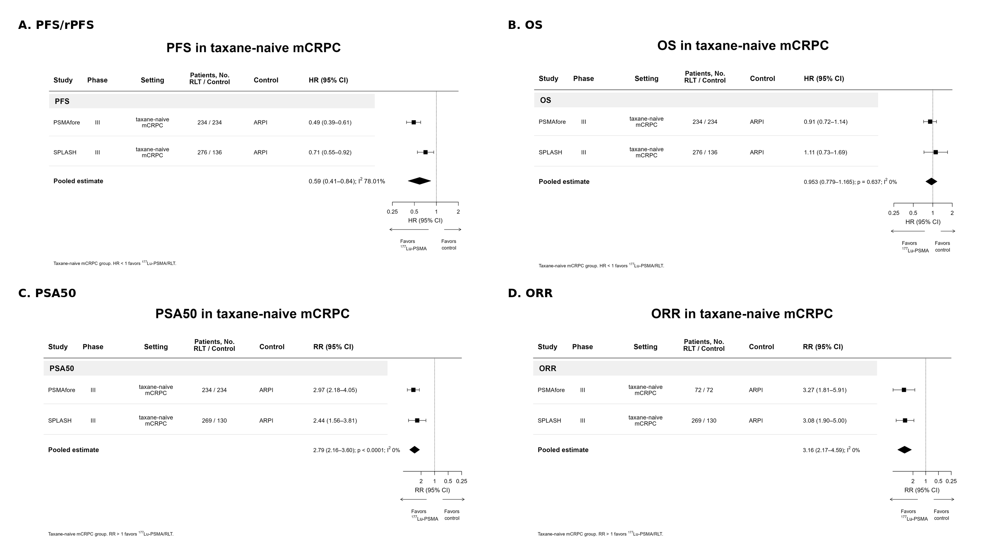 A. PFS/rPFS
PFS in taxane-naive mCRPC
Study Phase Setting Patients, No. RLT / Control Control HR (95% CI)
PFS
PSMAfore III taxane-naive mCRPC 234 / 234 ARPI 0.49 (0.39–0.61)
SPLASH III taxane-naive mCRPC 276 / 136 ARPI 0.71 (0.55–0.92)
Pooled estimate 0.59 (0.41–0.84); I² 78.01%
0.25 0.5 1 2
HR (95% CI)
Favors ¹⁷⁷Lu-PSMA Favors control
Taxane-naive mCRPC group. HR < 1 favors ¹⁷⁷Lu-PSMA/RLT.
B. OS
OS in taxane-naive mCRPC
Study Phase Setting Patients, No. RLT / Control Control HR (95% CI)
OS
PSMAfore III taxane-naive mCRPC 234 / 234 ARPI 0.91 (0.72–1.14)
SPLASH III taxane-naive mCRPC 276 / 136 ARPI 1.11 (0.73–1.69)
Pooled estimate 0.953 (0.779–1.165); p = 0.637; I² 0%
0.25 0.5 1 2
HR (95% CI)
Favors ¹⁷⁷Lu-PSMA Favors control
Taxane-naive mCRPC group. HR < 1 favors ¹⁷⁷Lu-PSMA/RLT.
C. PSA50
PSA50 in taxane-naive mCRPC
Study Phase Setting Patients, No. RLT / Control Control RR (95% CI)
PSA50
PSMAfore III taxane-naive mCRPC 234 / 234 ARPI 2.97 (2.18–4.05)
SPLASH III taxane-naive mCRPC 269 / 130 ARPI 2.44 (1.56–3.81)
Pooled estimate 2.79 (2.16–3.60); p < 0.0001; I² 0%
2 1 0.5 0.25
RR (95% CI)
Favors ¹⁷⁷Lu-PSMA Favors control
Taxane-naive mCRPC group. RR > 1 favors ¹⁷⁷Lu-PSMA/RLT.
D. ORR
ORR in taxane-naive mCRPC
Study Phase Setting Patients, No. RLT / Control Control RR (95% CI)
ORR
PSMAfore III taxane-naive mCRPC 72 / 72 ARPI 3.27 (1.81–5.91)
SPLASH III taxane-naive mCRPC 269 / 130 ARPI 3.08 (1.90–5.00)
Pooled estimate 3.16 (2.17–4.59); I² 0%
2 1 0.5 0.25
RR (95% CI)
Favors ¹⁷⁷Lu-PSMA Favors control
Taxane-naive mCRPC group. RR > 1 favors ¹⁷⁷Lu-PSMA/RLT.